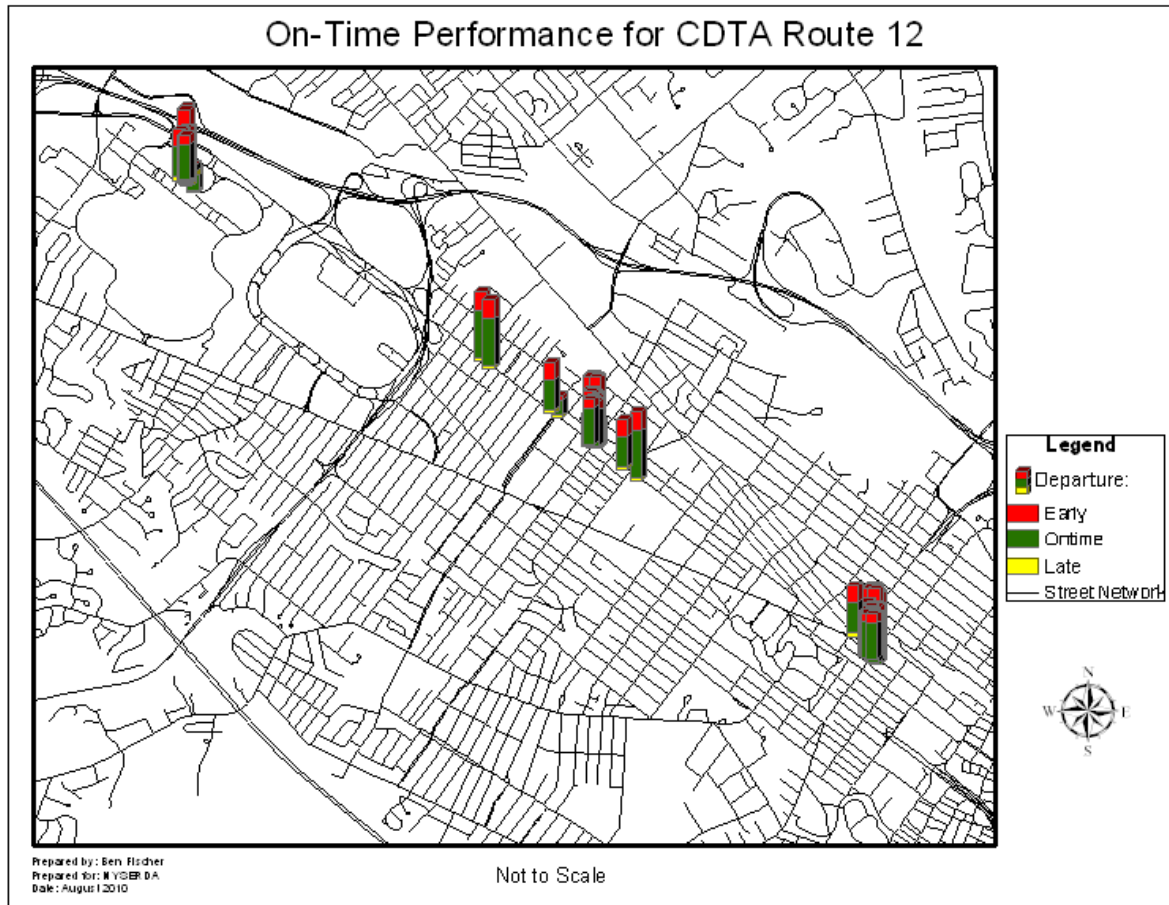 On-Time Performance for CDTA Route 12
Legend
Departure:
Early
Ontime
Late
Street Network
N
W E
S
Prepared by: Ben Fischer
Prepared for: NYSERDA
Date: August 2010
Not to Scale